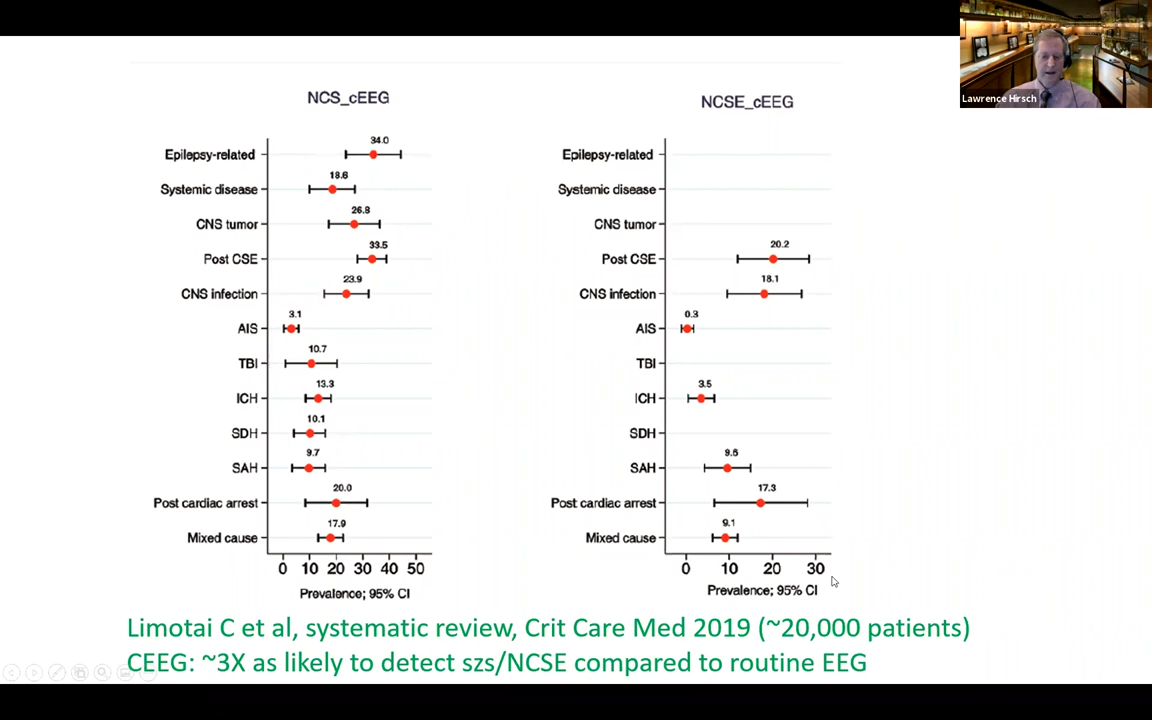 Lawrence Hirsch
NCS_cEEG
34.0
Epilepsy-related
18.6
Systemic disease
26.8
CNS tumor
33.5
Post CSE
23.9
CNS infection
3.1
AIS
10.7
TBI
13.3
ICH
10.1
SDH
9.7
SAH
20.0
Post cardiac arrest
17.9
Mixed cause
0 10 20 30 40 50
Prevalence; 95% CI
NCSE_cEEG
Epilepsy-related
Systemic disease
CNS tumor
20.2
Post CSE
18.1
CNS infection
0.3
AIS
TBI
3.5
ICH
SDH
9.6
SAH
17.3
Post cardiac arrest
9.1
Mixed cause
0 10 20 30
Prevalence; 95% CI
Limotai C et al, systematic review, Crit Care Med 2019 (~20,000 patients)
CEEG: ~3X as likely to detect szs/NCSE compared to routine EEG